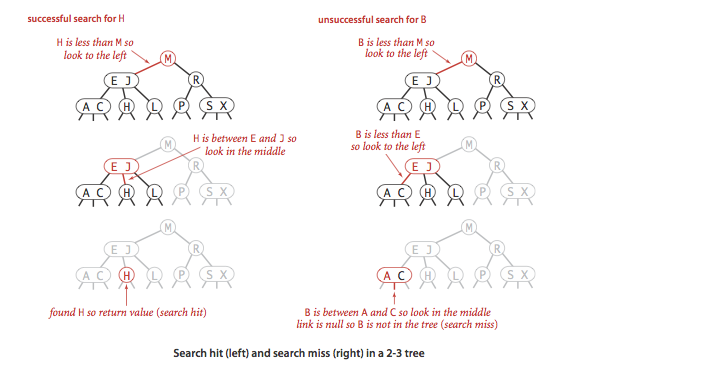 successful search for H
H is less than M so
look to the left
M
E J
R
A C
H
L
P
S X
H is between E and J so
look in the middle
M
E J
R
A C
H
L
P
S X
M
E J
R
A C
H
L
P
S X
found H so return value (search hit)
unsuccessful search for B
B is less than M so
look to the left
M
E J
R
A C
H
L
P
S X
B is less than E
so look to the left
M
E J
R
A C
H
L
P
S X
M
E J
R
A C
H
L
P
S X
B is between A and C so look in the middle
link is null so B is not in the tree (search miss)
Search hit (left) and search miss (right) in a 2-3 tree